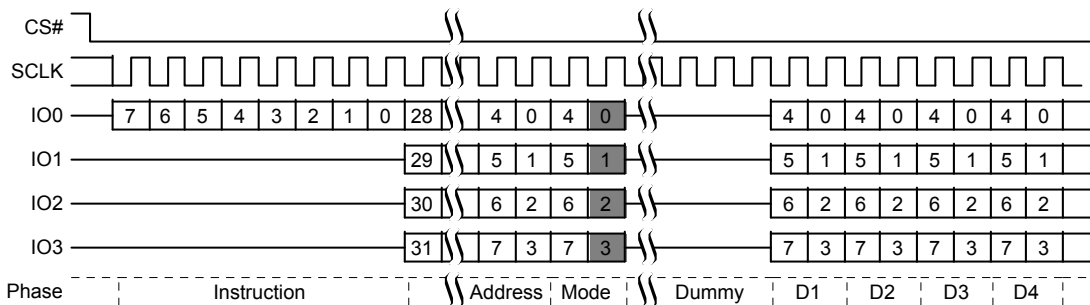 CS#
SCLK
IO0 7 6 5 4 3 2 1 0 28 4 0 4 0 4 0 4 0 4 0 4 0
IO1 29 5 1 5 1 5 1 5 1 5 1 5 1
IO2 30 6 2 6 2 6 2 6 2 6 2 6 2
IO3 31 7 3 7 3 7 3 7 3 7 3 7 3
Phase Instruction Address Mode Dummy D1 D2 D3 D4